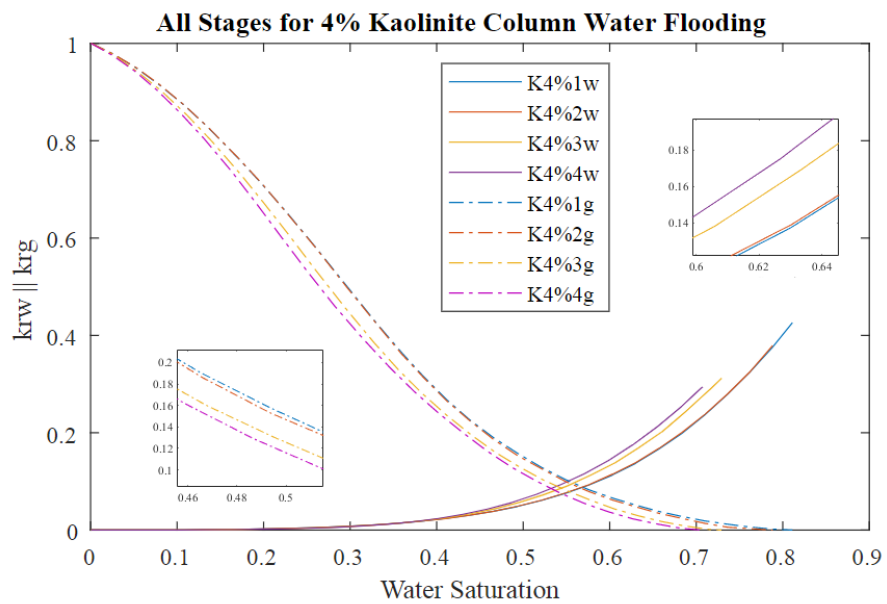 All Stages for 4% Kaolinite Column Water Flooding
krw || krg
1
0.8
0.6
0.4
0.2
0
K4%1w
K4%2w
K4%3w
K4%4w
K4%1g
K4%2g
K4%3g
K4%4g
0.18
0.16
0.14
0.6
0.62
0.64
0.2
0.18
0.16
0.14
0.12
0.1
0.46
0.48
0.5
0 0.1 0.2 0.3 0.4 0.5 0.6 0.7 0.8 0.9
Water Saturation